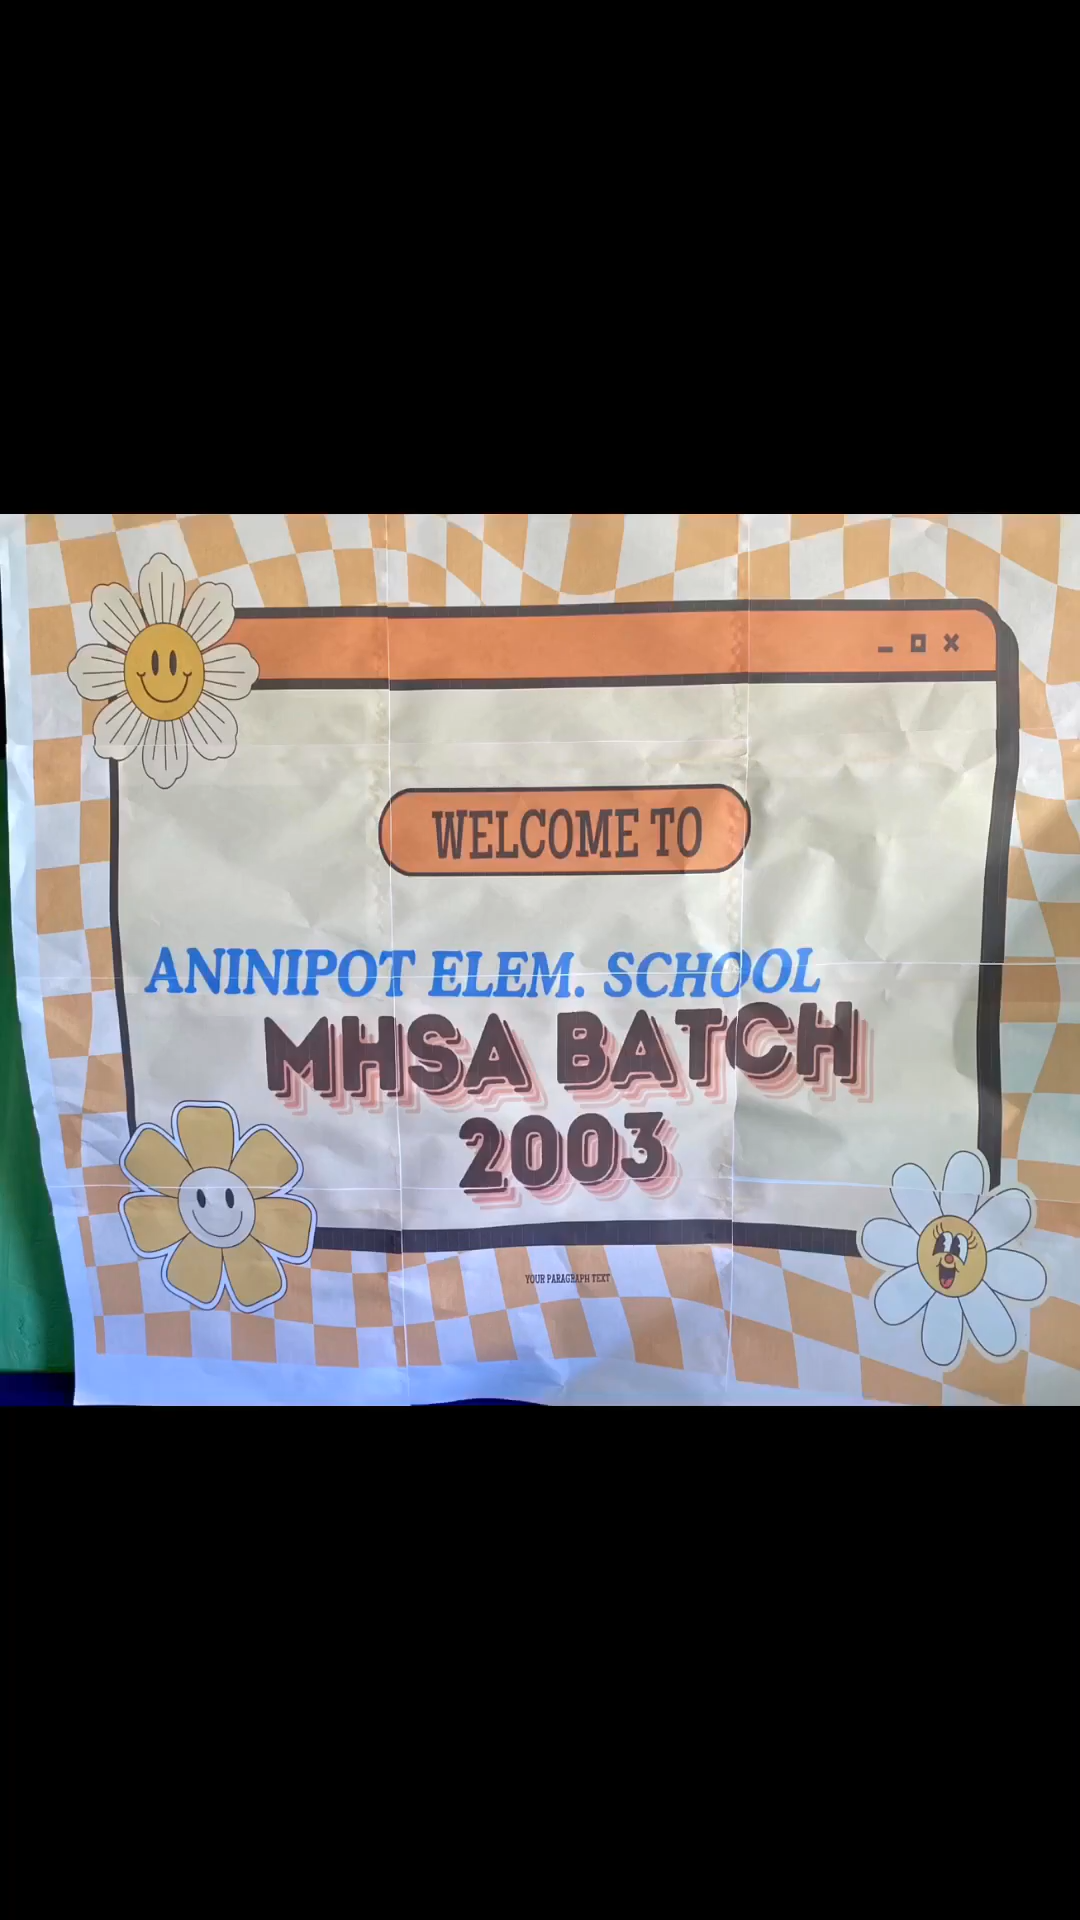 WELCOME TO
ANINIPOT ELEM. SCHOOL
MHSA BATCH
2003
YOUR PARAGRAPH TEXT